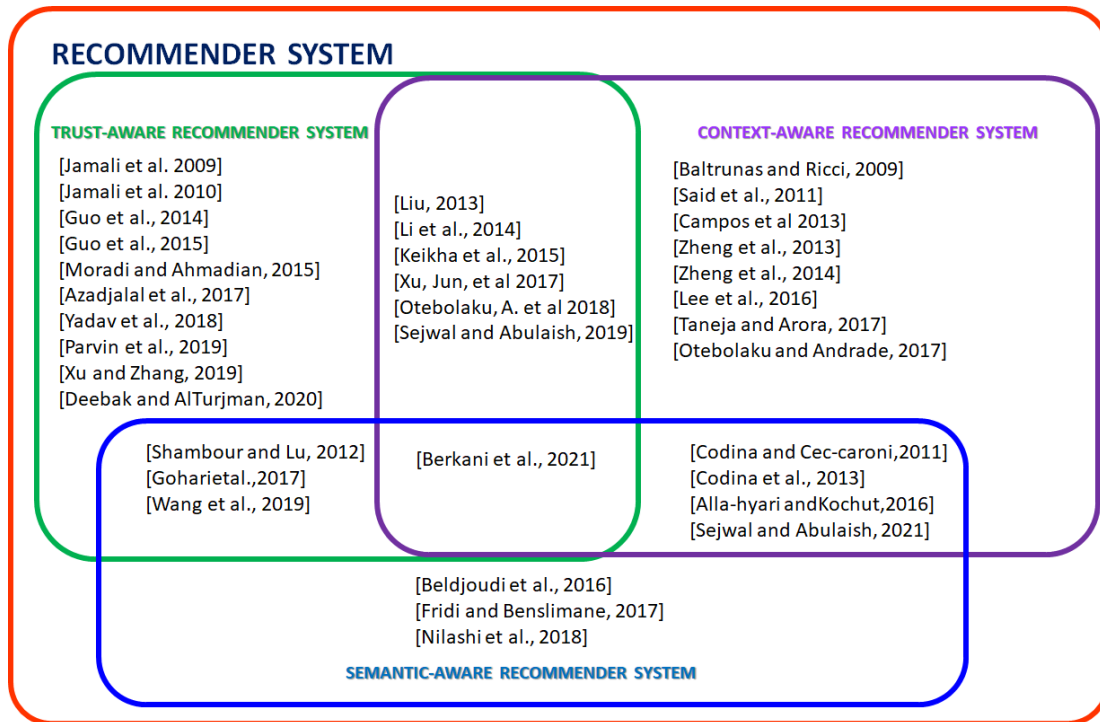 RECOMMENDER SYSTEM
TRUST-AWARE RECOMMENDER SYSTEM
[Jamali et al. 2009]
[Jamali et al. 2010]
[Guo et al., 2014]
[Guo et al., 2015]
[Moradi and Ahmadian, 2015]
[Azadjalal et al., 2017]
[Yadav et al., 2018]
[Parvin et al., 2019]
[Xu and Zhang, 2019]
[Deebak and AlTurjman, 2020]
[Liu, 2013]
[Li et al., 2014]
[Keikha et al., 2015]
[Xu, Jun, et al 2017]
[Otebolaku, A. et al 2018]
[Sejwal and Abulaish, 2019]
CONTEXT-AWARE RECOMMENDER SYSTEM
[Baltrunas and Ricci, 2009]
[Said et al., 2011]
[Campos et al 2013]
[Zheng et al., 2013]
[Zheng et al., 2014]
[Lee et al., 2016]
[Taneja and Arora, 2017]
[Otebolaku and Andrade, 2017]
[Shambour and Lu, 2012]
[Goharietal.,2017]
[Wang et al., 2019]
[Berkani et al., 2021]
[Codina and Cec-caroni,2011]
[Codina et al., 2013]
[Alla-hyari andKochut,2016]
[Sejwal and Abulaish, 2021]
[Beldjoudi et al., 2016]
[Fridi and Benslimane, 2017]
[Nilashi et al., 2018]
SEMANTIC-AWARE RECOMMENDER SYSTEM